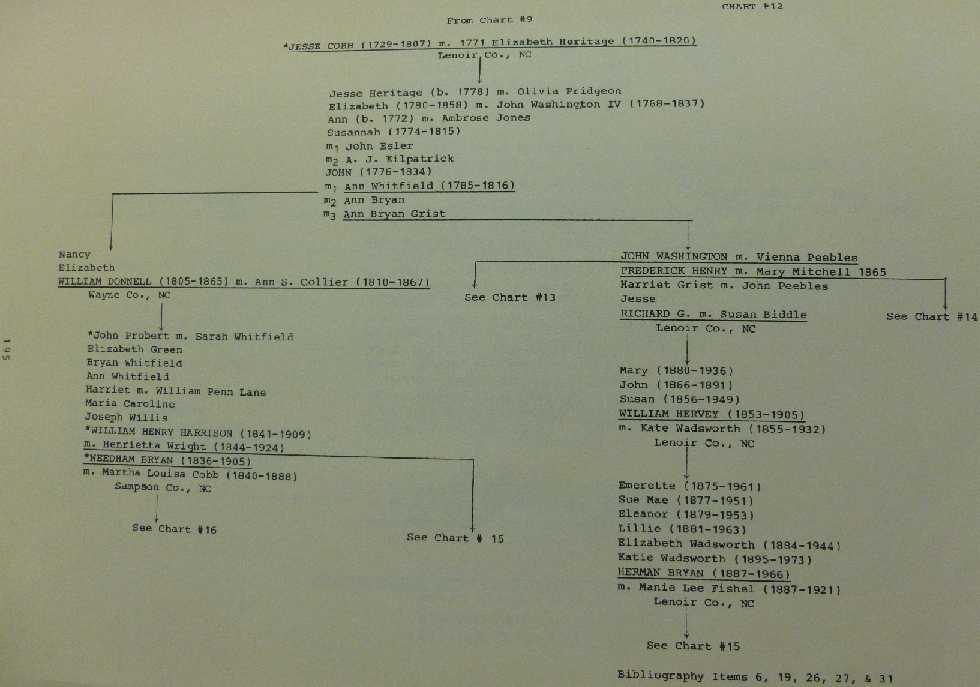 CHART #12
From Chart #9
*JESSE COBB (1729-1807) m. 1771 Elizabeth Heritage (1740-1820)
Lenoir Co., NC
Jesse Heritage (b. 1778) m. Olivia Pridgeon
Elizabeth (1780-1858) m. John Washington IV (1768-1837)
Ann (b. 1772) m. Ambrose Jones
Susannah (1774-1815)
m1 John Esler
m2 A. J. Kilpatrick
JOHN (1776-1834)
m1 Ann Whitfield (1785-1816)
m2 Ann Bryan
m3 Ann Bryan Grist
Nancy
Elizabeth
WILLIAM DONNELL (1805-1865) m. Ann S. Collier (1810-1867)
Wayne Co., NC
*John Probert m. Sarah Whitfield
Elizabeth Green
Bryan Whitfield
Ann Whitfield
Harriet m. William Penn Lane
Maria Caroline
Joseph Willis
*WILLIAM HENRY HARRISON (1841-1909)
m. Henrietta Wright (1844-1924)
*NEEDHAM BRYAN (1836-1905)
m. Martha Louisa Cobb (1840-1888)
Sampson Co., NC
See Chart #16
See Chart # 15
JOHN WASHINGTON m. Vienna Peebles
FREDERICK HENRY m. Mary Mitchell 1865
Harriet Grist m. John Peebles
Jesse
RICHARD G. m. Susan Biddle
Lenoir Co., NC
See Chart #13
See Chart #14
Mary (1880-1936)
John (1866-1891)
Susan (1856-1949)
WILLIAM HERVEY (1853-1905)
m. Kate Wadsworth (1855-1932)
Lenoir Co., NC
Emerette (1875-1961)
Sue Mae (1877-1951)
Eleanor (1879-1953)
Lillie (1881-1963)
Elizabeth Wadsworth (1884-1944)
Katie Wadsworth (1895-1973)
HERMAN BRYAN (1887-1966)
m. Manie Lee Fishel (1887-1921)
Lenoir Co., NC
See Chart #15
Bibliography Items 6, 19, 26, 27, & 31
195